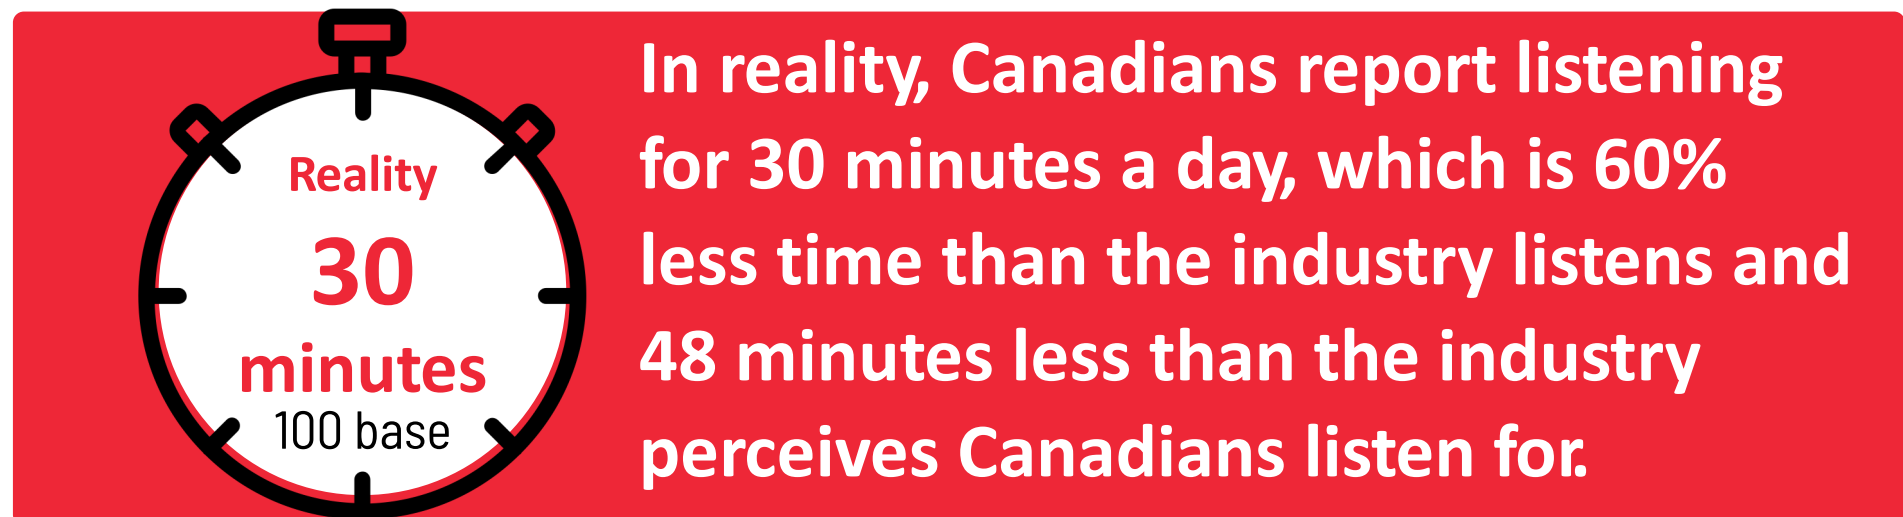 Reality
30
minutes
100 base
In reality, Canadians report listening
for 30 minutes a day, which is 60%
less time than the industry listens and
48 minutes less than the industry
perceives Canadians listen for.